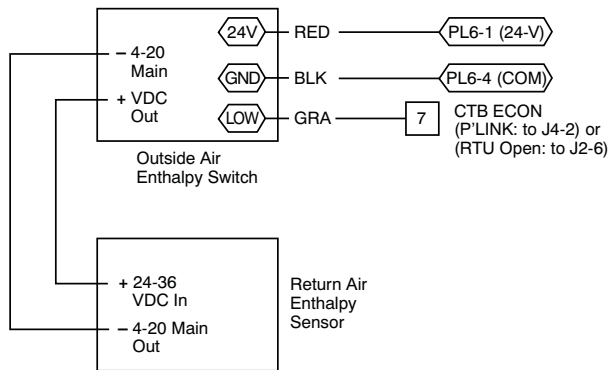 24V RED PL6-1 (24-V)
– 4-20
Main
GND BLK PL6-4 (COM)
+ VDC
Out
LOW GRA 7 CTB ECON
(P'LINK: to J4-2) or
(RTU Open: to J2-6)
Outside Air
Enthalpy Switch
+ 24-36
VDC In
– 4-20 Main
Out
Return Air
Enthalpy
Sensor